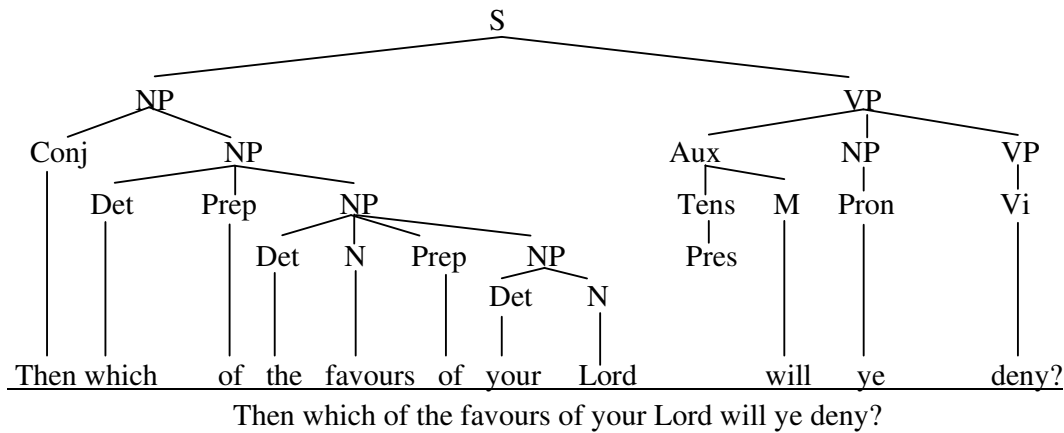 S
NP VP
Conj NP Aux NP VP
Det Prep NP Tens M Pron Vi
Det N Prep NP Pres
Det N
Then which of the favours of your Lord will ye deny?
Then which of the favours of your Lord will ye deny?